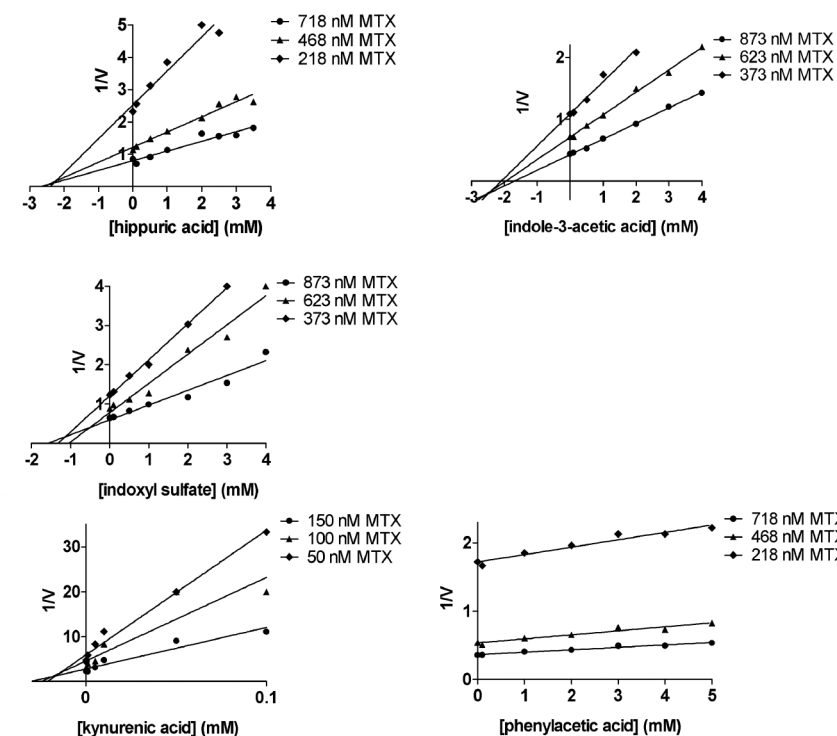 718 nM MTX
468 nM MTX
218 nM MTX
5
4
3
2
1
1/V
-3 -2 -1 0 1 2 3 4
[hippuric acid] (mM)
873 nM MTX
623 nM MTX
373 nM MTX
2
1
1/V
-3 -2 -1 0 1 2 3 4
[indole-3-acetic acid] (mM)
873 nM MTX
623 nM MTX
373 nM MTX
4
3
2
1
1/V
-2 -1 0 1 2 3 4
[indoxyl sulfate] (mM)
150 nM MTX
100 nM MTX
50 nM MTX
30
20
10
1/V
0 0.1
[kynurenic acid] (mM)
718 nM MTX
468 nM MTX
218 nM MTX
2
1
0
1/V
0 1 2 3 4 5
[phenylacetic acid] (mM)